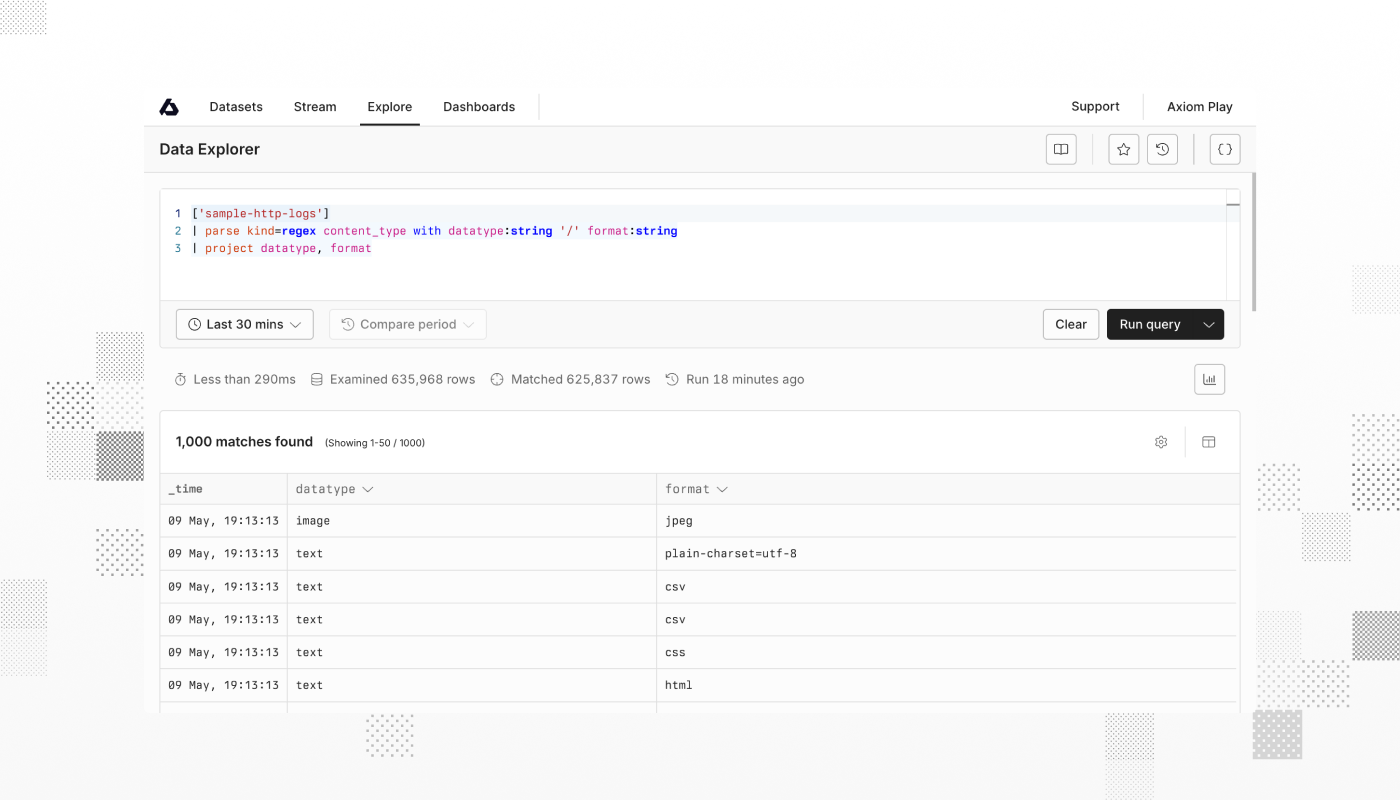 Datasets Stream Explore Dashboards Support Axiom Play
Data Explorer
1 ['sample-http-logs']
2 | parse kind=regex content_type with datatype:string '/' format:string
3 | project datatype, format
Last 30 mins Compare period Clear Run query
Less than 290ms Examined 635,968 rows Matched 625,837 rows Run 18 minutes ago
1,000 matches found (Showing 1-50 / 1000)
_time datatype format
09 May, 19:13:13 image jpeg
09 May, 19:13:13 text plain-charset=utf-8
09 May, 19:13:13 text csv
09 May, 19:13:13 text csv
09 May, 19:13:13 text css
09 May, 19:13:13 text html